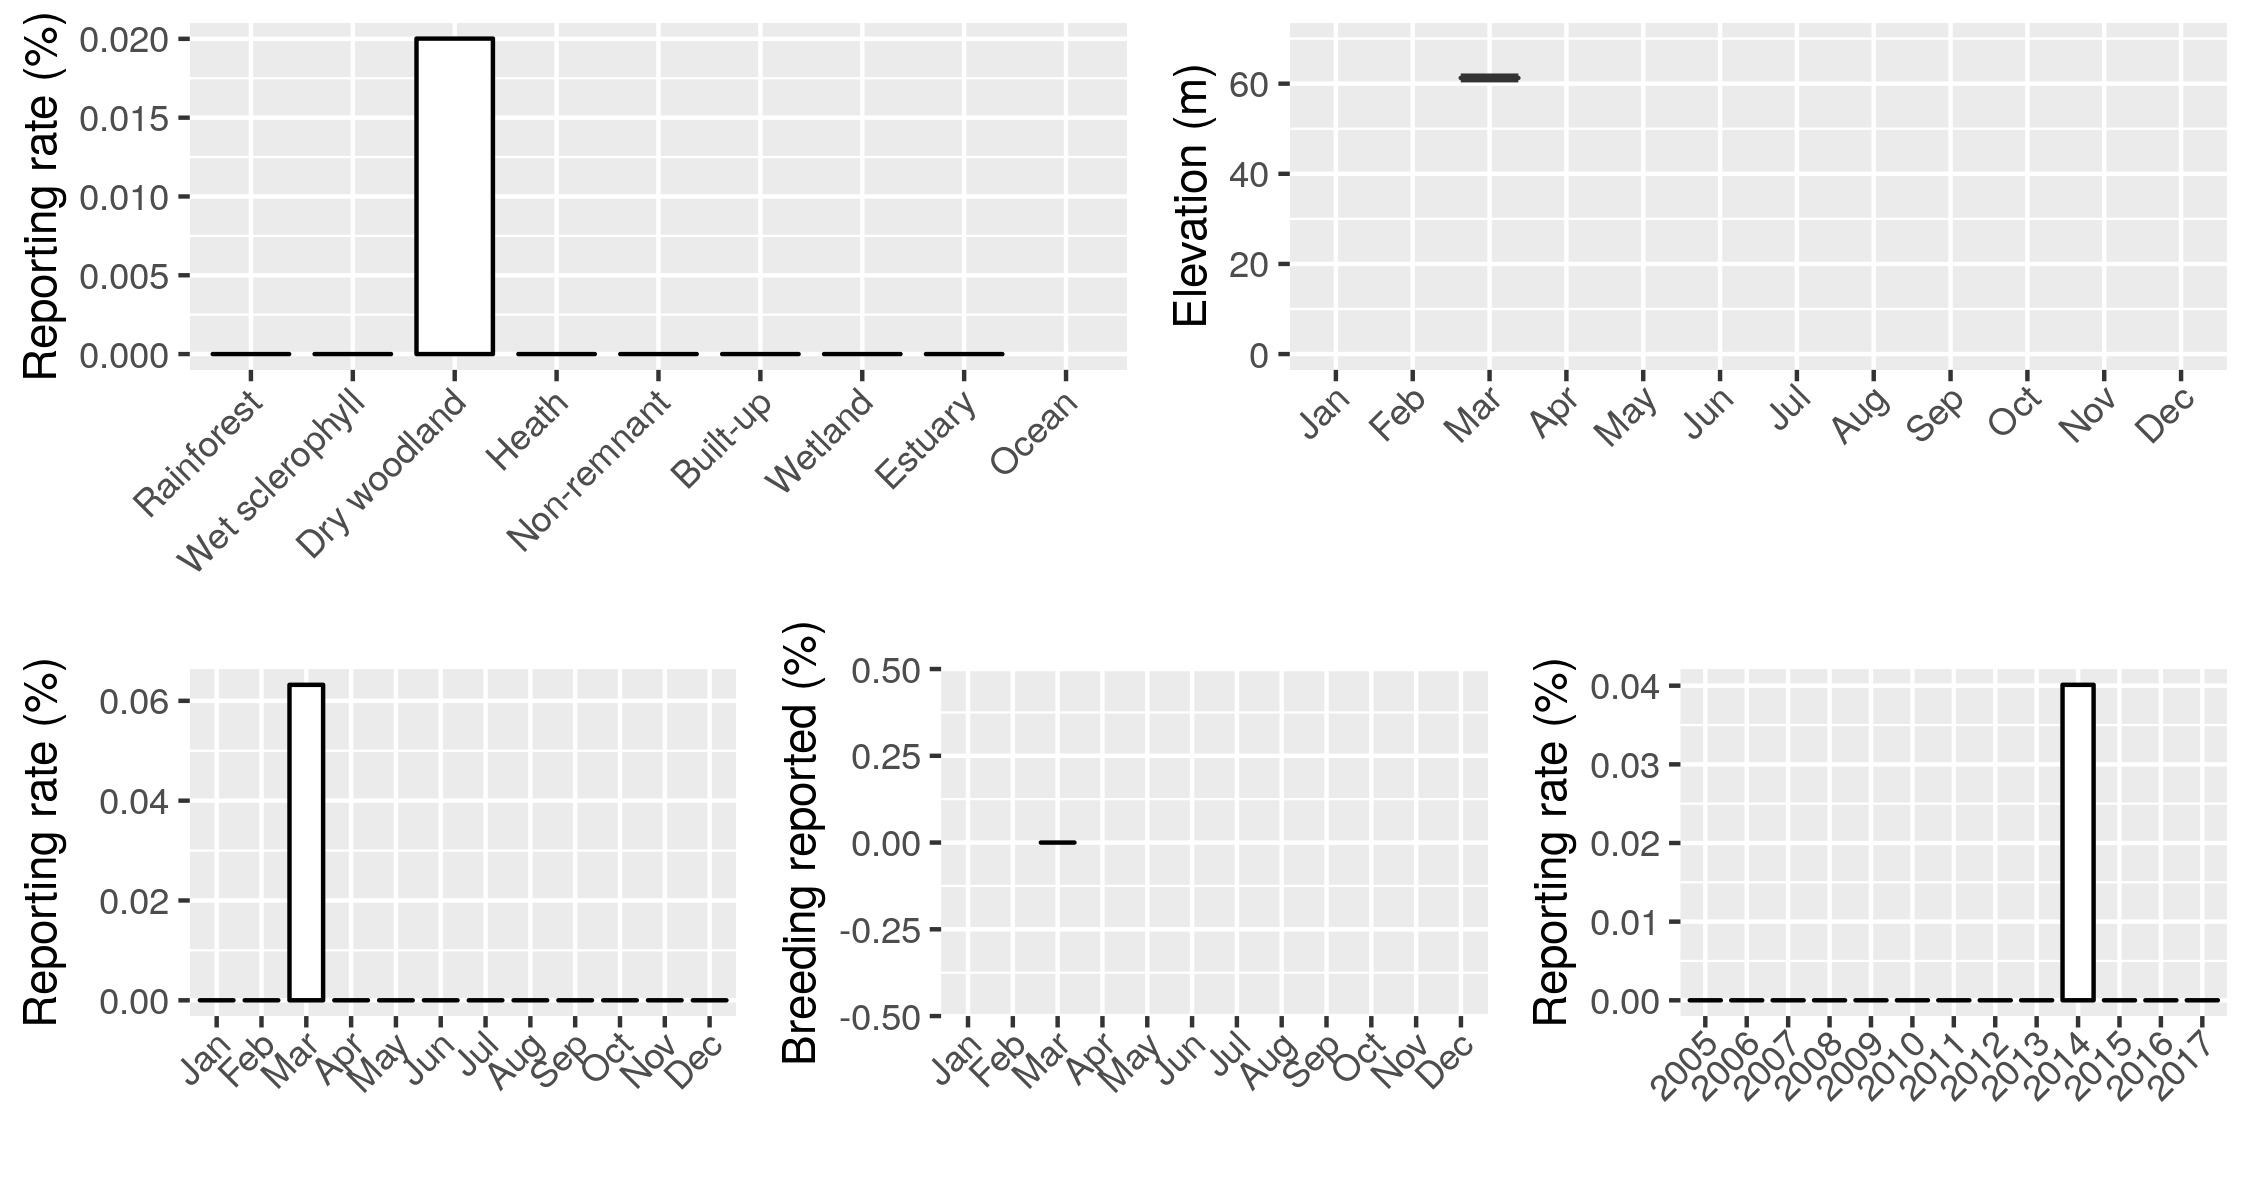 Reporting rate (%)
0.020
0.015
0.010
0.005
0.000
Rainforest
Wet sclerophyll
Dry woodland
Heath
Non-remnant
Built-up
Wetland
Estuary
Ocean
Elevation (m)
60
40
20
0
Jan
Feb
Mar
Apr
May
Jun
Jul
Aug
Sep
Oct
Nov
Dec
Reporting rate (%)
0.06
0.04
0.02
0.00
Jan
Feb
Mar
Apr
May
Jun
Jul
Aug
Sep
Oct
Nov
Dec
Breeding reported (%)
0.50
0.25
0.00
-0.25
-0.50
Jan
Feb
Mar
Apr
May
Jun
Jul
Aug
Sep
Oct
Nov
Dec
Reporting rate (%)
0.04
0.03
0.02
0.01
0.00
2005
2006
2007
2008
2009
2010
2011
2012
2013
2014
2015
2016
2017